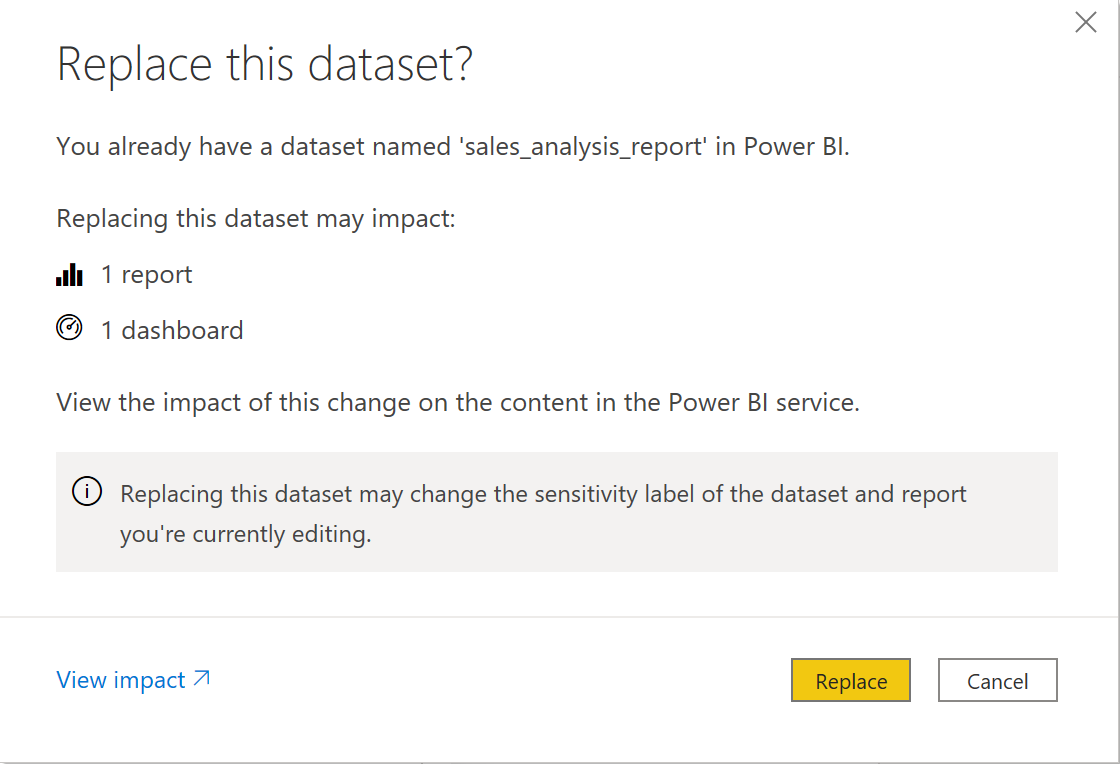 Replace this dataset?
You already have a dataset named 'sales_analysis_report' in Power BI.
Replacing this dataset may impact:
1 report
1 dashboard
View the impact of this change on the content in the Power BI service.
Replacing this dataset may change the sensitivity label of the dataset and report
you're currently editing.
View impact
Replace
Cancel